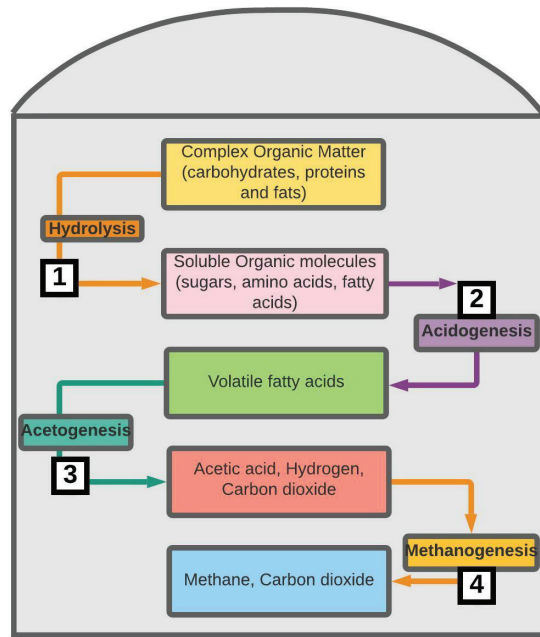 Complex Organic Matter
(carbohydrates, proteins
and fats)
Hydrolysis
1
Soluble Organic molecules
(sugars, amino acids, fatty
acids)
2
Acidogenesis
Volatile fatty acids
Acetogenesis
3
Acetic acid, Hydrogen,
Carbon dioxide
Methanogenesis
4
Methane, Carbon dioxide